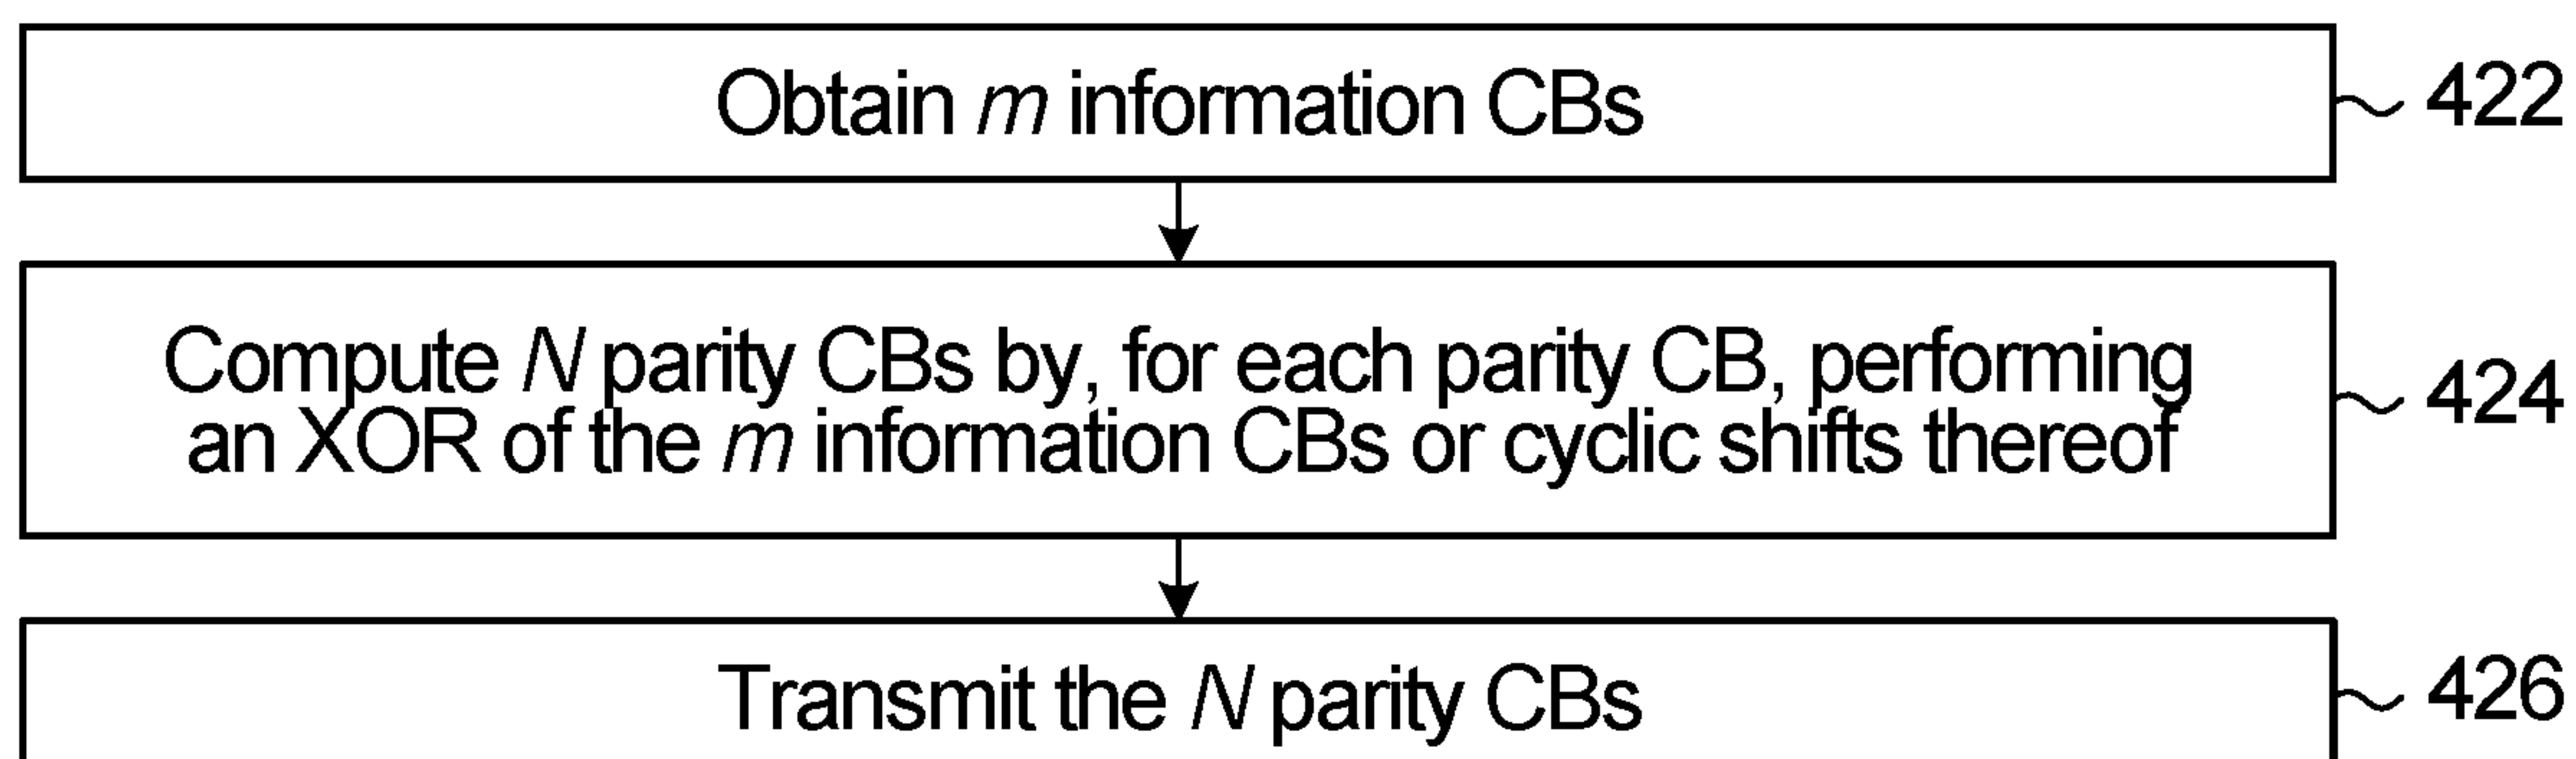 Obtain m information CBs
422
Compute N parity CBs by, for each parity CB, performing
an XOR of the m information CBs or cyclic shifts thereof
424
Transmit the N parity CBs
426